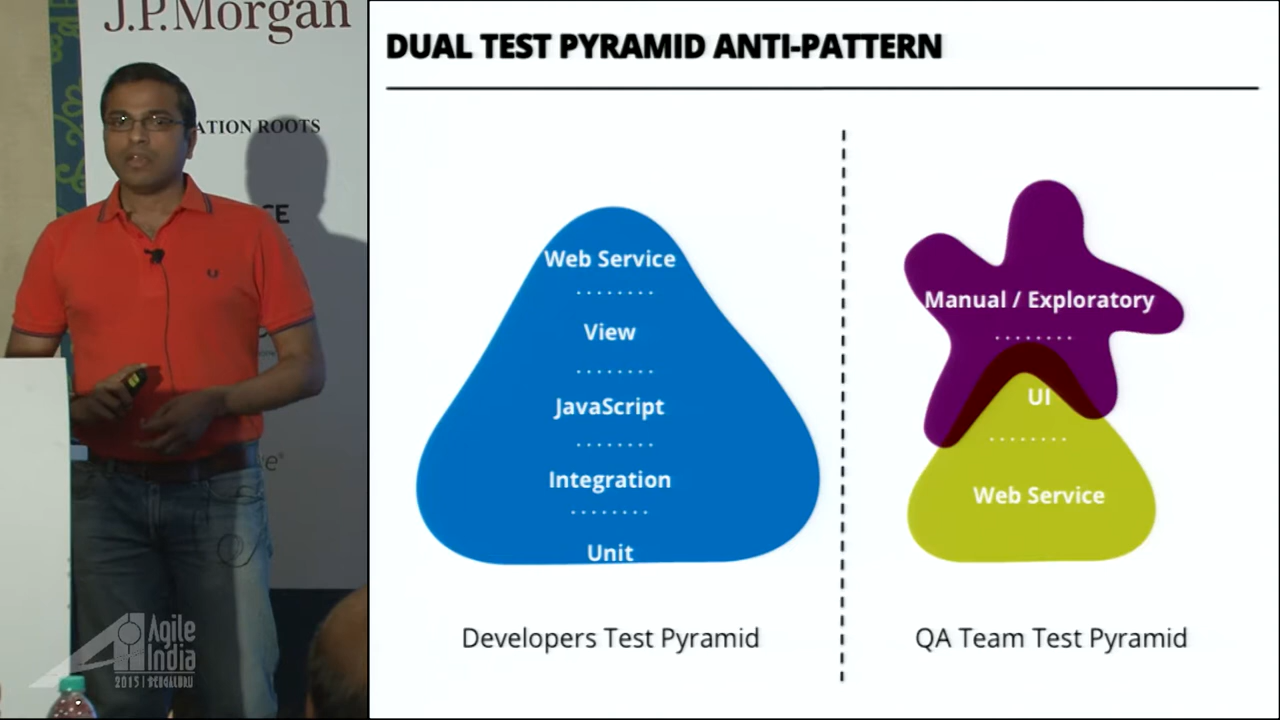 J.P.Morgan
ATION ROOTS
CE
DUAL TEST PYRAMID ANTI-PATTERN
Web Service
View
JavaScript
Integration
Unit
Developers Test Pyramid
Manual / Exploratory
UI
Web Service
QA Team Test Pyramid
Agile
India
2015 | BENGALURU